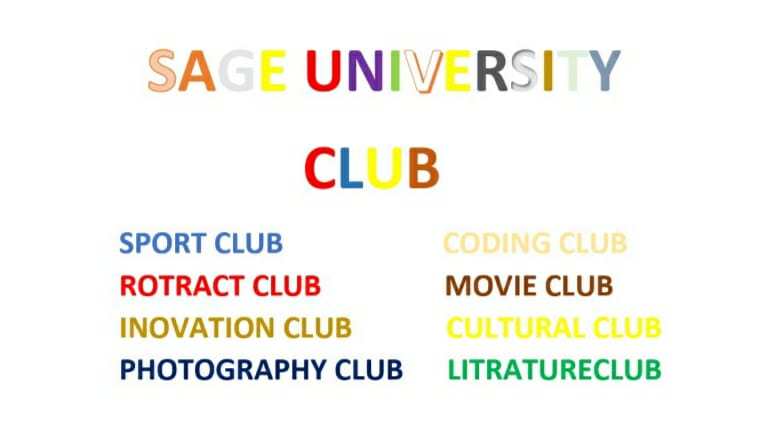 SAGE UNIVERSITY
CLUB
SPORT CLUB
ROTRACT CLUB
INOVATION CLUB
PHOTOGRAPHY CLUB
CODING CLUB
MOVIE CLUB
CULTURAL CLUB
LITRATURECLUB